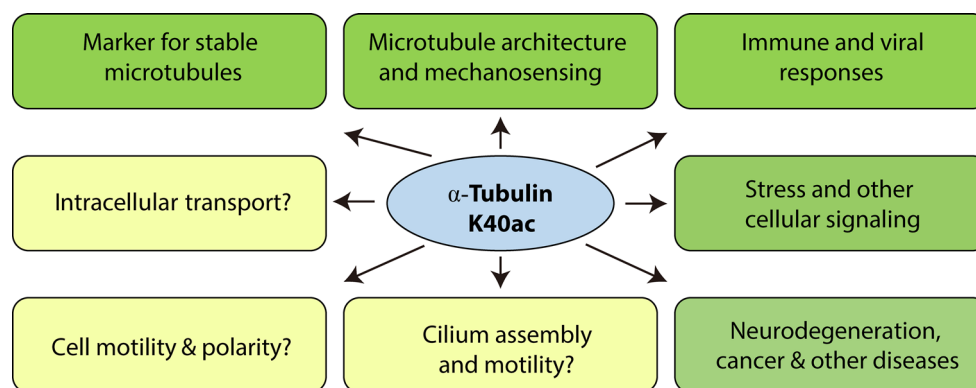 Marker for stable
microtubules
Microtubule architecture
and mechanosensing
Immune and viral
responses
Intracellular transport?
α-Tubulin
K40ac
Stress and other
cellular signaling
Cell motility & polarity?
Cilium assembly
and motility?
Neurodegeneration,
cancer & other diseases